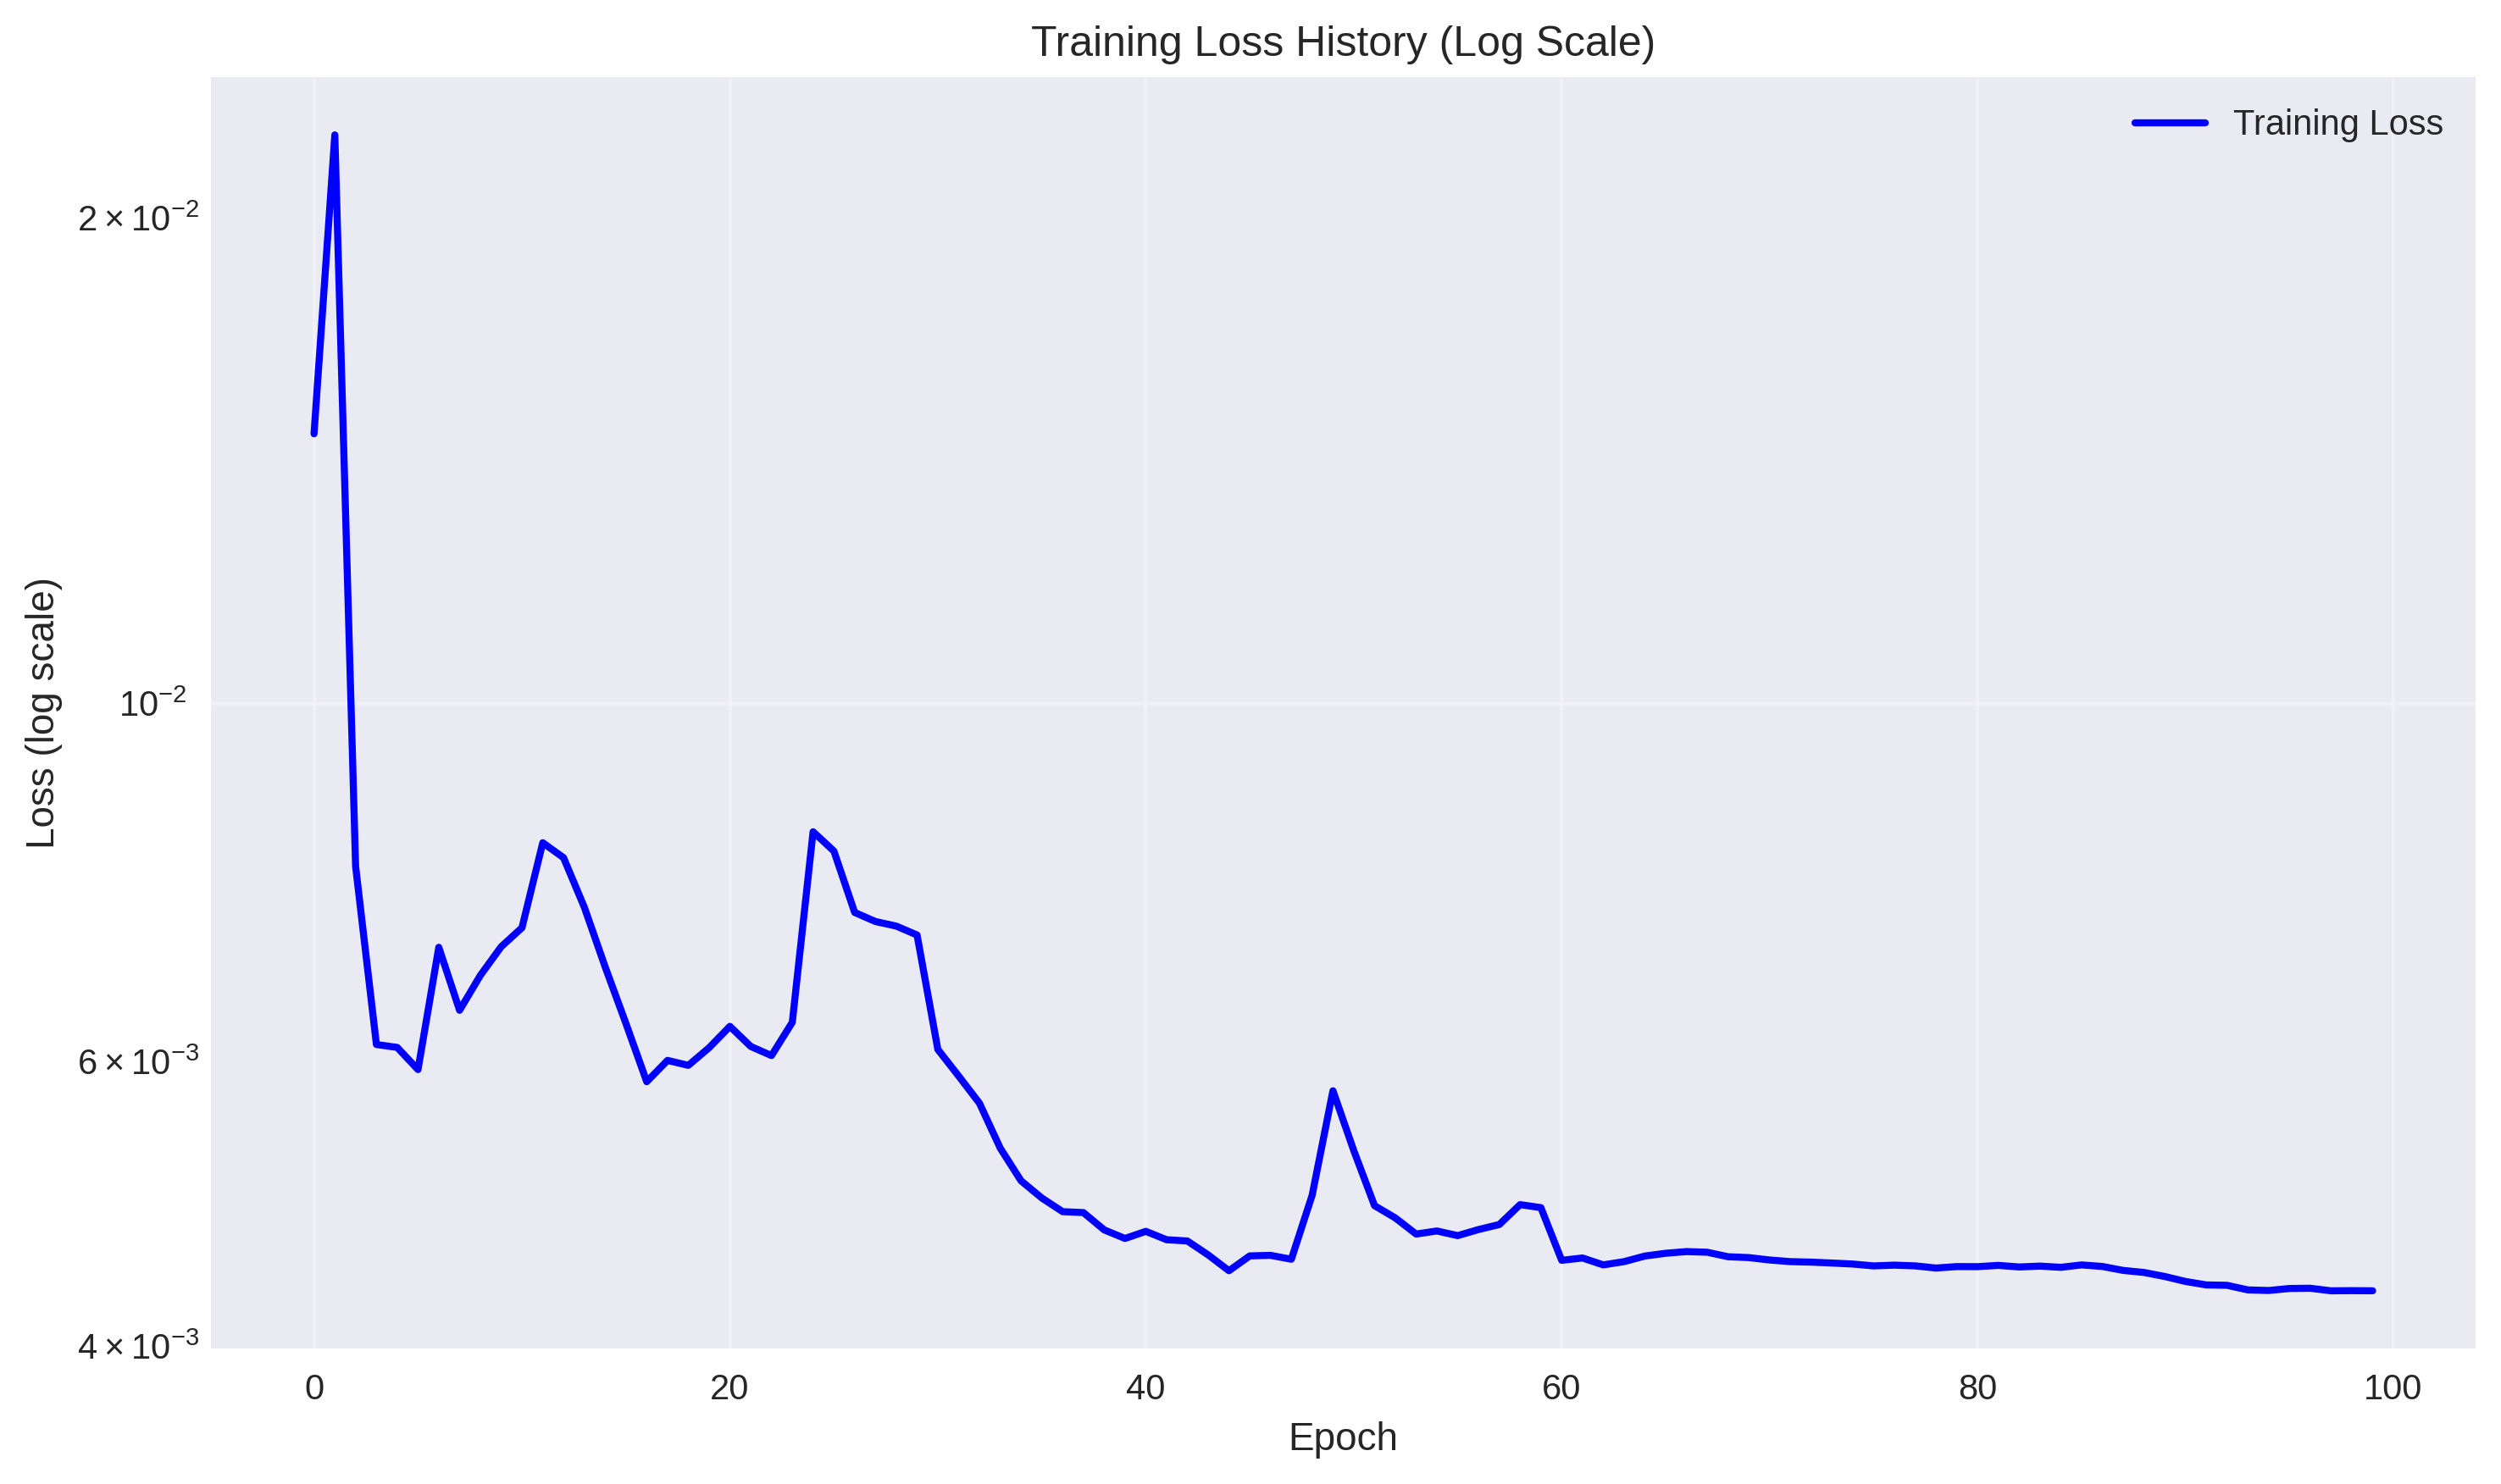 Training Loss History (Log Scale)
Training Loss
2 × 10⁻²
10⁻²
6 × 10⁻³
4 × 10⁻³
Loss (log scale)
0 20 40 60 80 100
Epoch